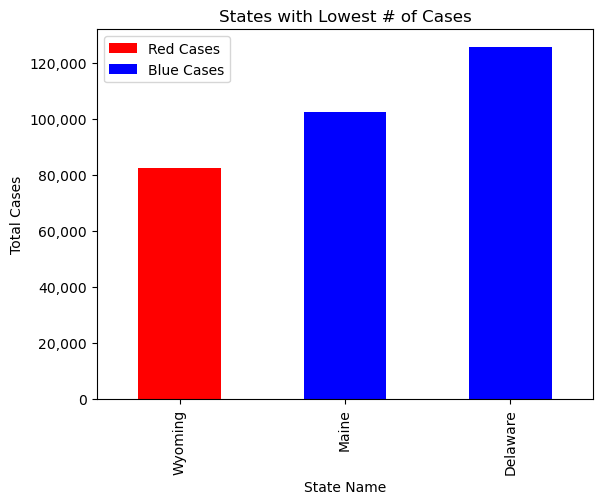 States with Lowest # of Cases
Red Cases
Blue Cases
Total Cases
120,000
100,000
80,000
60,000
40,000
20,000
0
Wyoming
Maine
Delaware
State Name